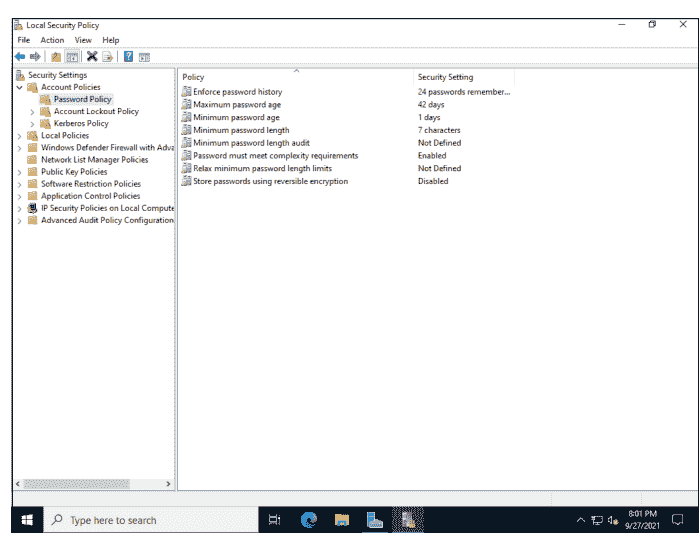 Local Security Policy
File Action View Help
Security Settings
Account Policies
Password Policy
Account Lockout Policy
Kerberos Policy
Local Policies
Windows Defender Firewall with Adva
Network List Manager Policies
Public Key Policies
Software Restriction Policies
Application Control Policies
IP Security Policies on Local Compute
Advanced Audit Policy Configuration
Policy Security Setting
Enforce password history 24 passwords remember...
Maximum password age 42 days
Minimum password age 1 days
Minimum password length 7 characters
Minimum password length audit Not Defined
Password must meet complexity requirements Enabled
Relax minimum password length limits Not Defined
Store passwords using reversible encryption Disabled
Type here to search
8:01 PM
9/27/2021